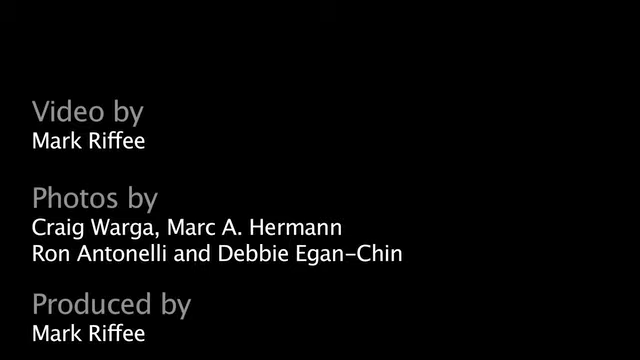 Video by
Mark Riffee
Photos by
Craig Warga, Marc A. Hermann
Ron Antonelli and Debbie Egan-Chin
Produced by
Mark Riffee